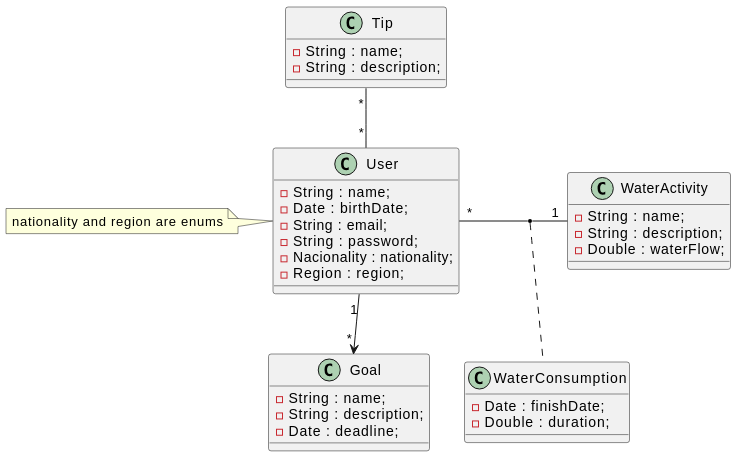 C Tip
String : name;
String : description;
*
*
C User
String : name;
Date : birthDate;
String : email;
String : password;
Nacionality : nationality;
Region : region;
nationality and region are enums
*
1
C WaterActivity
String : name;
String : description;
Double : waterFlow;
1
*
C Goal
String : name;
String : description;
Date : deadline;
C WaterConsumption
Date : finishDate;
Double : duration;